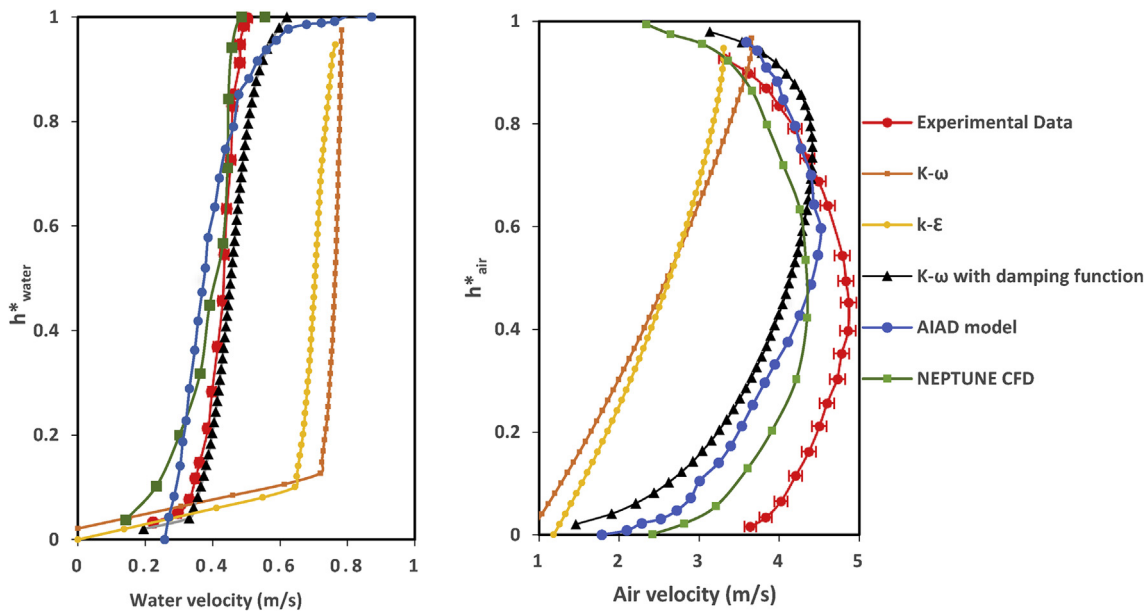 1
0.8
0.6
0.4
0.2
0
h*water
0
0.2
0.4
0.6
0.8
1
Water velocity (m/s)
1
0.8
0.6
0.4
0.2
0
h*air
1
2
3
4
5
Air velocity (m/s)
Experimental Data
K-ω
k-Ɛ
K-ω with damping function
AIAD model
NEPTUNE CFD